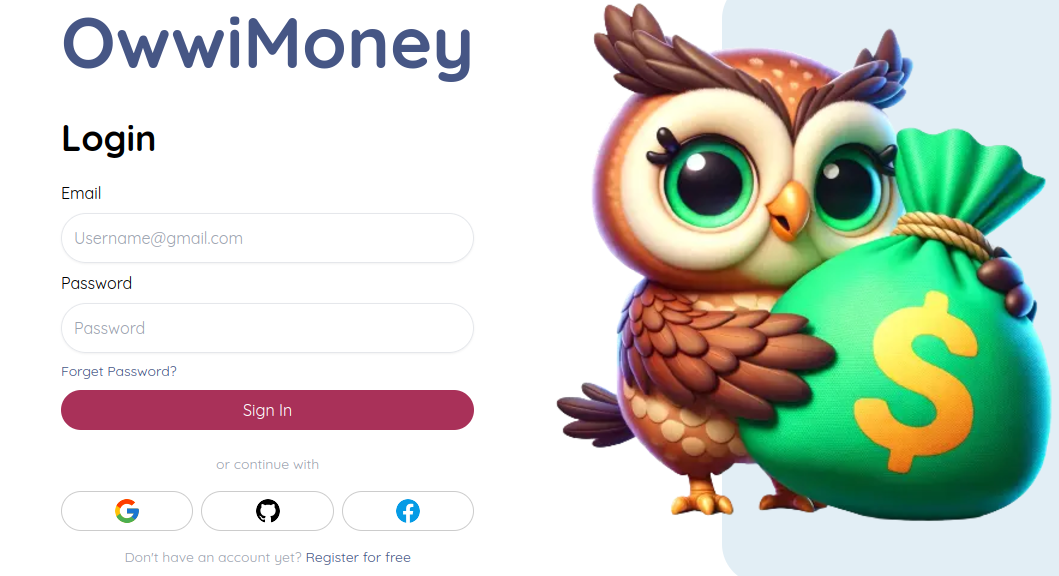 OwwiMoney
Login
Email
Username@gmail.com
Password
Password
Forget Password?
Sign In
or continue with
Don't have an account yet? Register for free
$